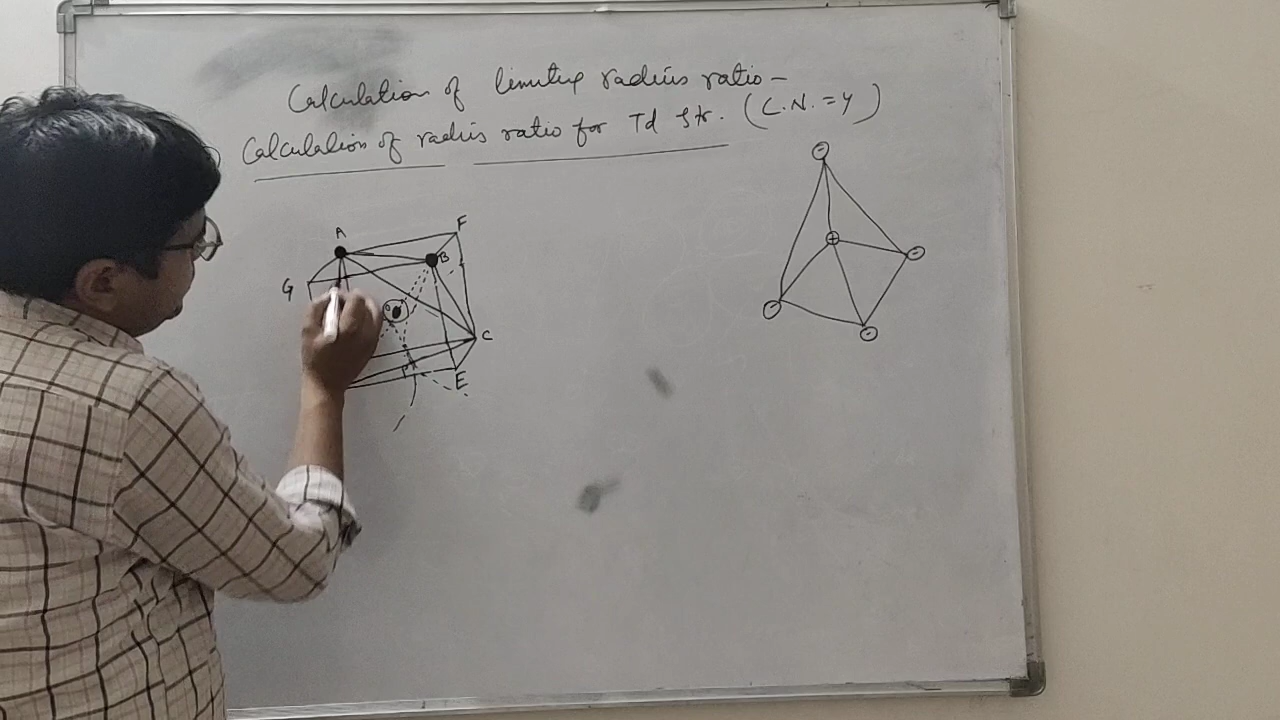 Calculation of limiting radius ratio -
Calculation of radius ratio for Td str. (C.N. = 4)
A
F
B
G
C
E